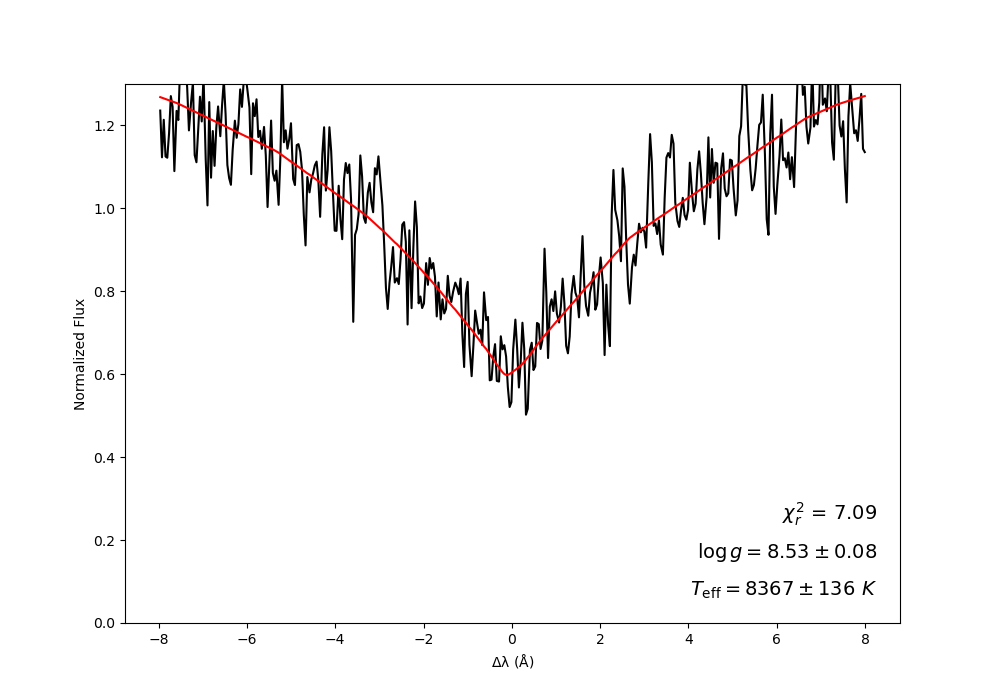 1.2
1.0
0.8
0.6
0.4
0.2
0.0
Normalized Flux
χ²ᵣ = 7.09
log g = 8.53 ± 0.08
T_eff = 8367 ± 136 K
−8 −6 −4 −2 0 2 4 6 8
Δλ (Å)